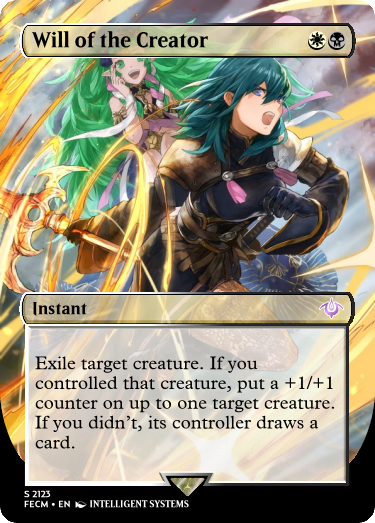 Will of the Creator
Instant
Exile target creature. If you
controlled that creature, put a +1/+1
counter on up to one target creature.
If you didn't, its controller draws a
card.
S 2123
FECM • EN INTELLIGENT SYSTEMS